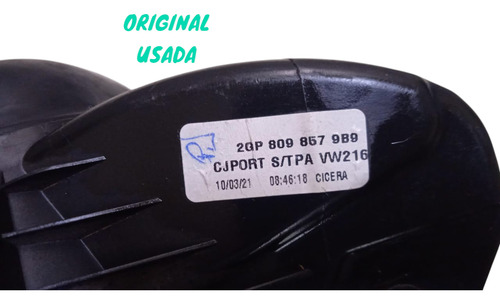 ORIGINAL
USADA
2GP 809 857 9B9
CJPORT S/TPA VW216
10/03/21 08:46:18 CICERA